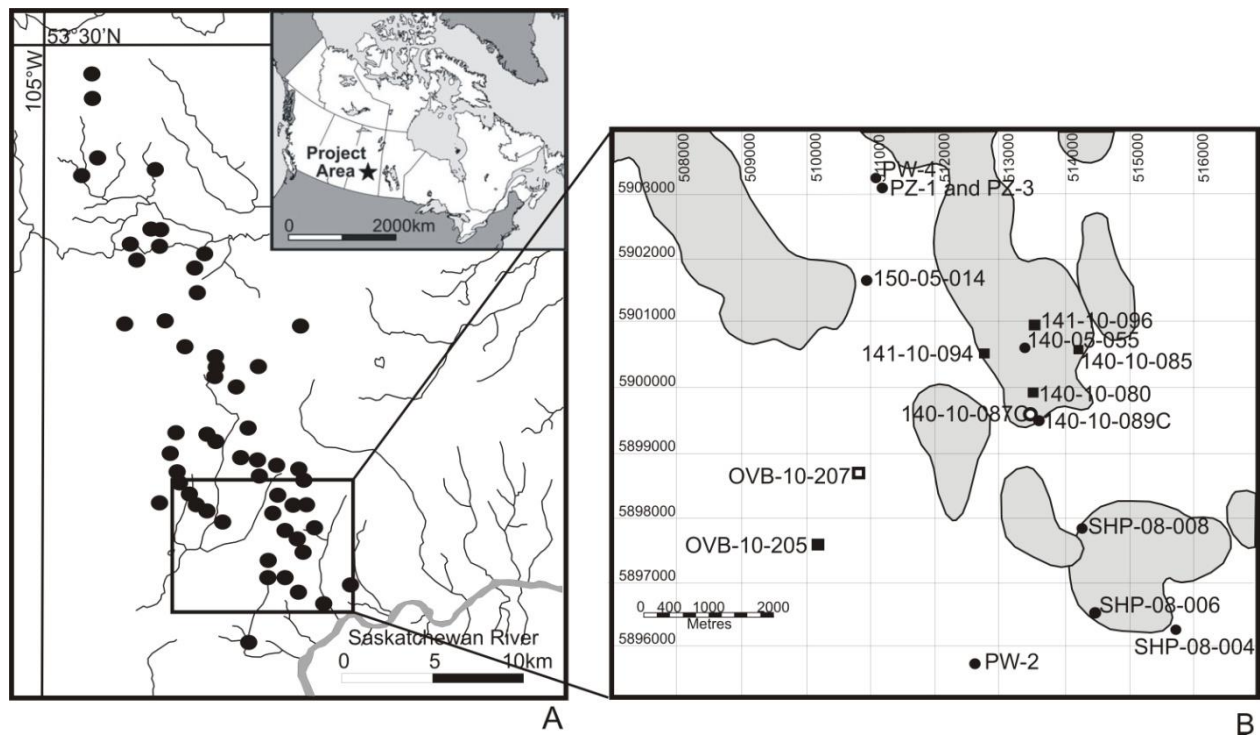 53°30'N
105°W
Project
Area
0 2000km
Saskatchewan River
0 5 10km
A
508000
509000
510000
511000
512000
513000
514000
515000
516000
5903000
5902000
5901000
5900000
5899000
5898000
5897000
5896000
PW-4
PZ-1 and PZ-3
150-05-014
141-10-096
140-05-055
141-10-094
140-10-085
140-10-080
140-10-087C
140-10-089C
OVB-10-207
SHP-08-008
OVB-10-205
SHP-08-006
SHP-08-004
PW-2
0 400 1000 2000
Metres
B